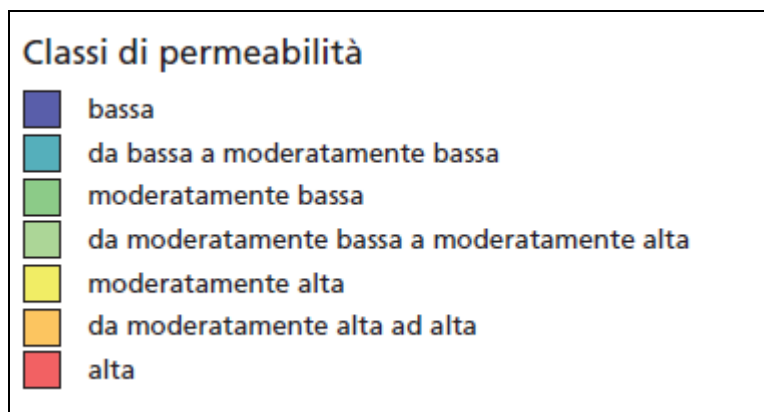 Classi di permeabilità
bassa
da bassa a moderatamente bassa
moderatamente bassa
da moderatamente bassa a moderatamente alta
moderatamente alta
da moderatamente alta ad alta
alta